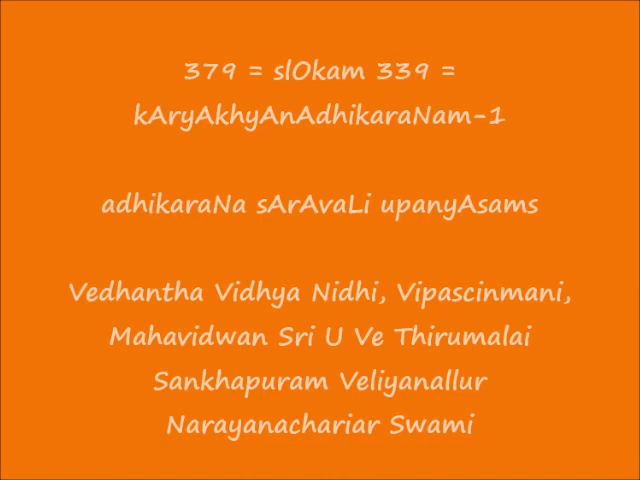 379 = slOkam 339 =
kAryAkhyAnAdhikaraNam-1
adhikaraNa sArAvaLi upanyAsams
Vedhantha Vidhya Nidhi, Vipascinmani,
Mahavidwan Sri U Ve Thirumalai
Sankhapuram Veliyanallur
Narayanachariar Swami